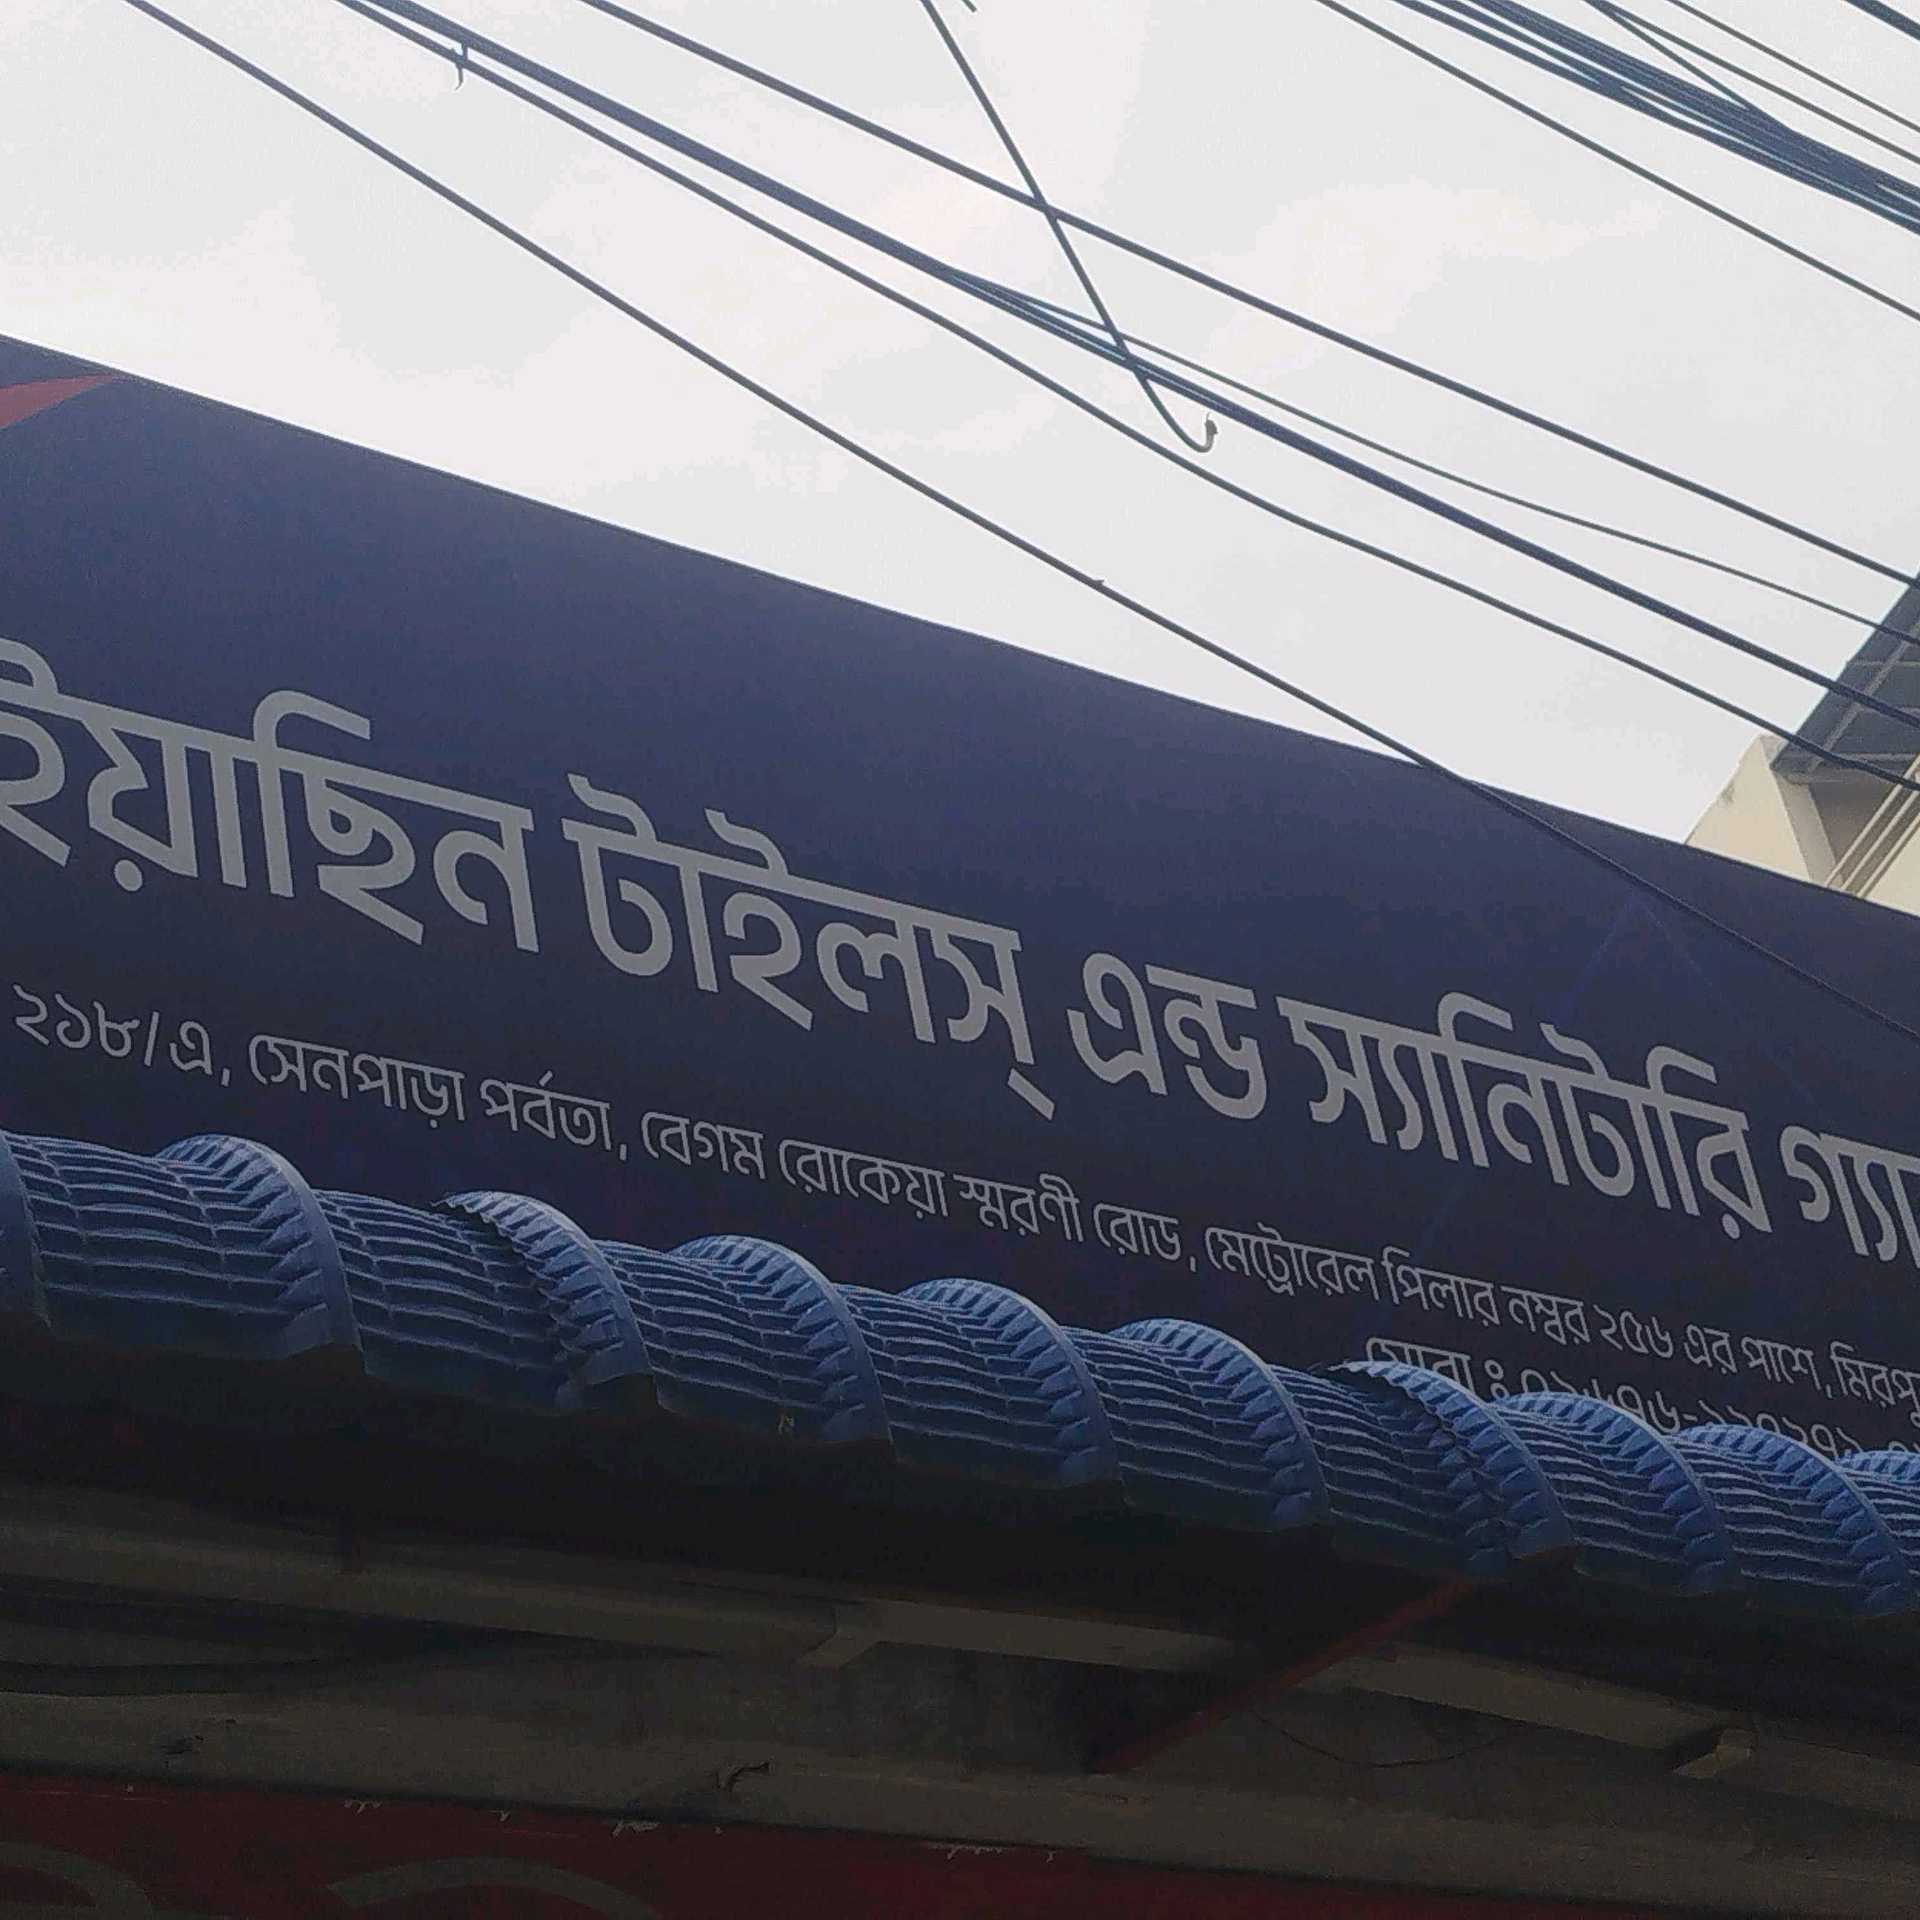 ইয়াছিন টাইলস্ এন্ড স্যানিটারি
২১৮/এ, সেনপাড়া পর্বতা, বেগম রোকেয়া স্মরণী রোড, মেট্রোরেল পিলার নম্বর ২৫৬ এর পাশে,